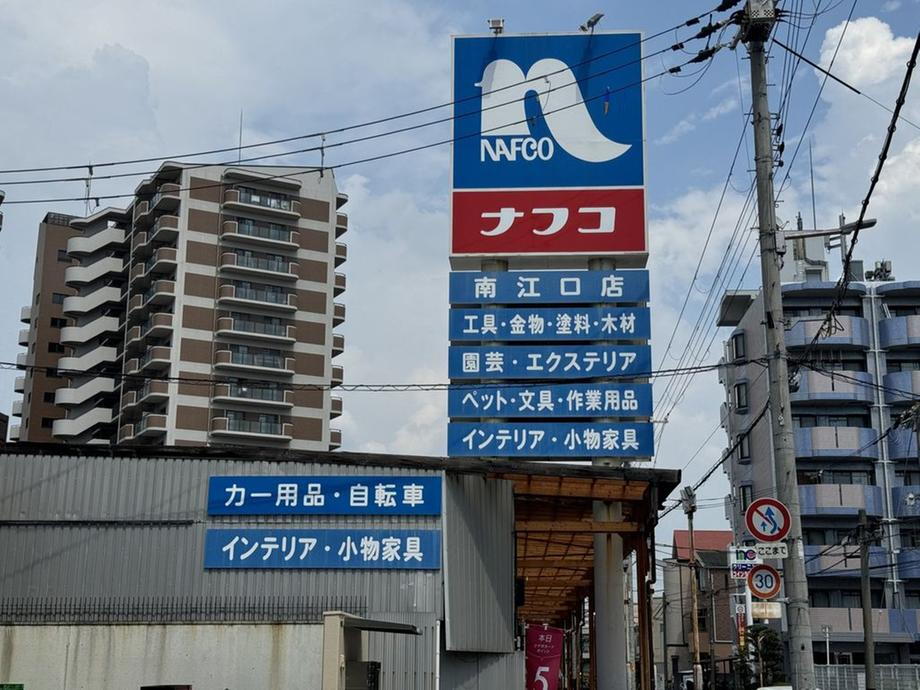 NAFCO
ナフコ
南江口店
工具・金物・塗料・木材
園芸・エクステリア
ペット・文具・作業用品
インテリア・小物家具
カー用品・自転車
インテリア・小物家具
ここまで
30
本日
5